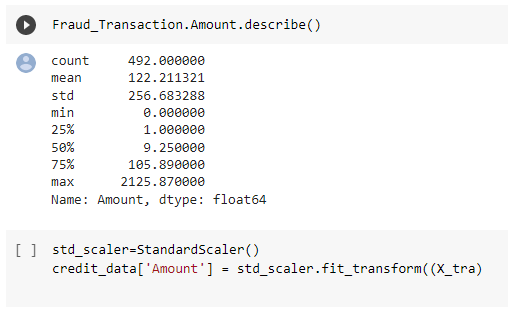 Fraud_Transaction.Amount.describe()
count 492.000000
mean 122.211321
std 256.683288
min 0.000000
25% 1.000000
50% 9.250000
75% 105.890000
max 2125.870000
Name: Amount, dtype: float64
[ ] std_scaler=StandardScaler()
credit_data['Amount'] = std_scaler.fit_transform((X_tra)